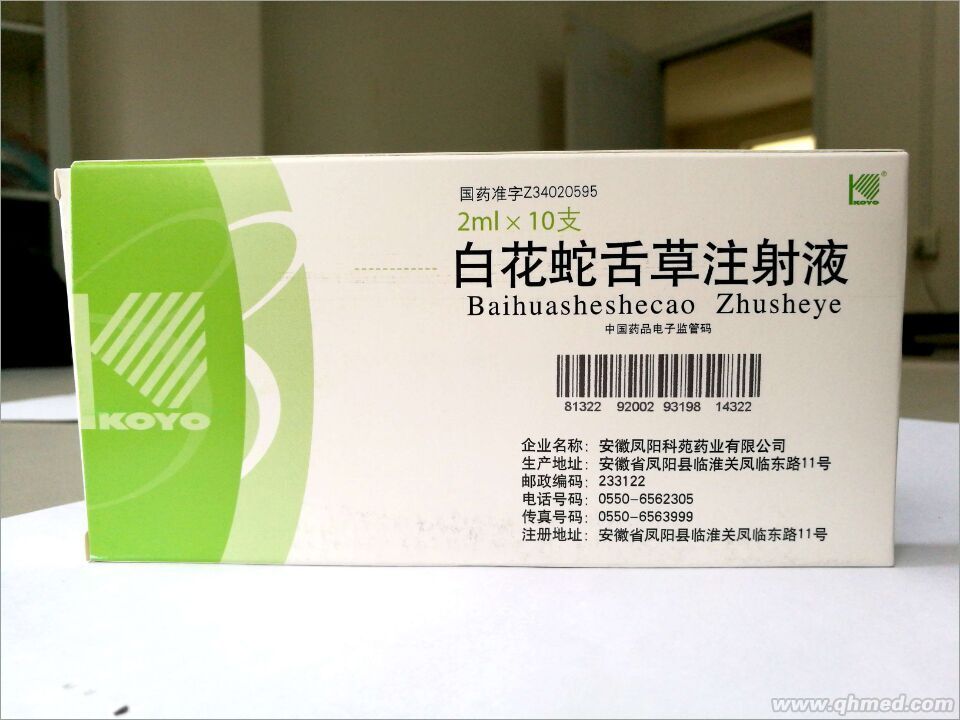 国药准字Z34020595
2ml × 10支
白花蛇舌草注射液
Baihuasheshecao Zhusheye
中国药品电子监管码
81322 92002 93198 14322
企业名称：安徽凤阳科苑药业有限公司
生产地址：安徽省凤阳县临淮关凤临东路11号
邮政编码：233122
电话号码：0550-6562305
传真号码：0550-6563999
注册地址：安徽省凤阳县临淮关凤临东路11号
KOYO
KOYO®
www.qhmed.com